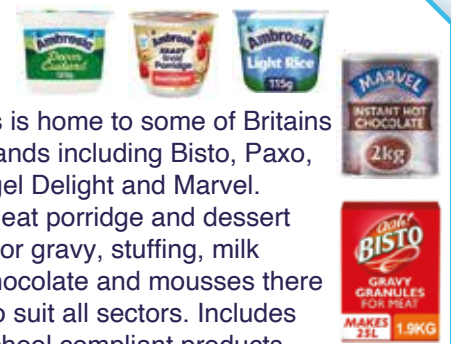 Ambrosia
Devon
Custard
Ambrosia
READY
Porridge
Ambrosia
Light Rice
115g
MARVEL
INSTANT HOT
CHOCOLATE
2kg
s is home to some of Britains
ands including Bisto, Paxo,
gel Delight and Marvel.
eat porridge and dessert
or gravy, stuffing, milk
hocolate and mousses there
o suit all sectors. Includes
chool compliant products
ooh!
BISTO
GRAVY
GRANULES
FOR MEAT
MAKES
25L
1.9KG